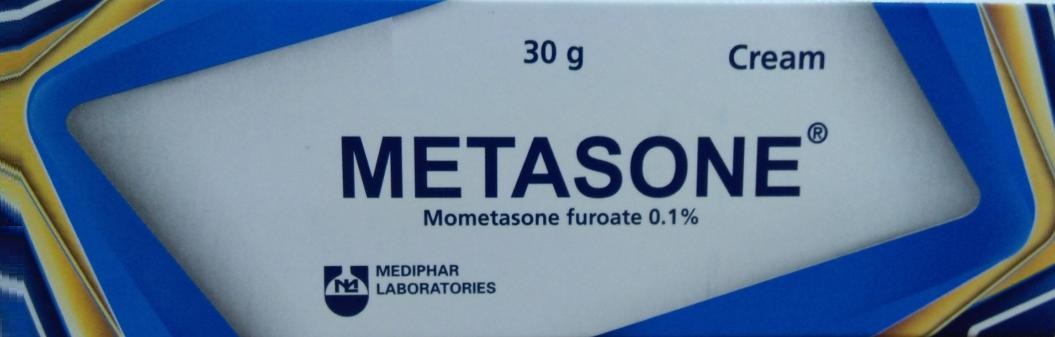 30 g Cream
METASONE®
Mometasone furoate 0.1%
MEDIPHAR
LABORATORIES